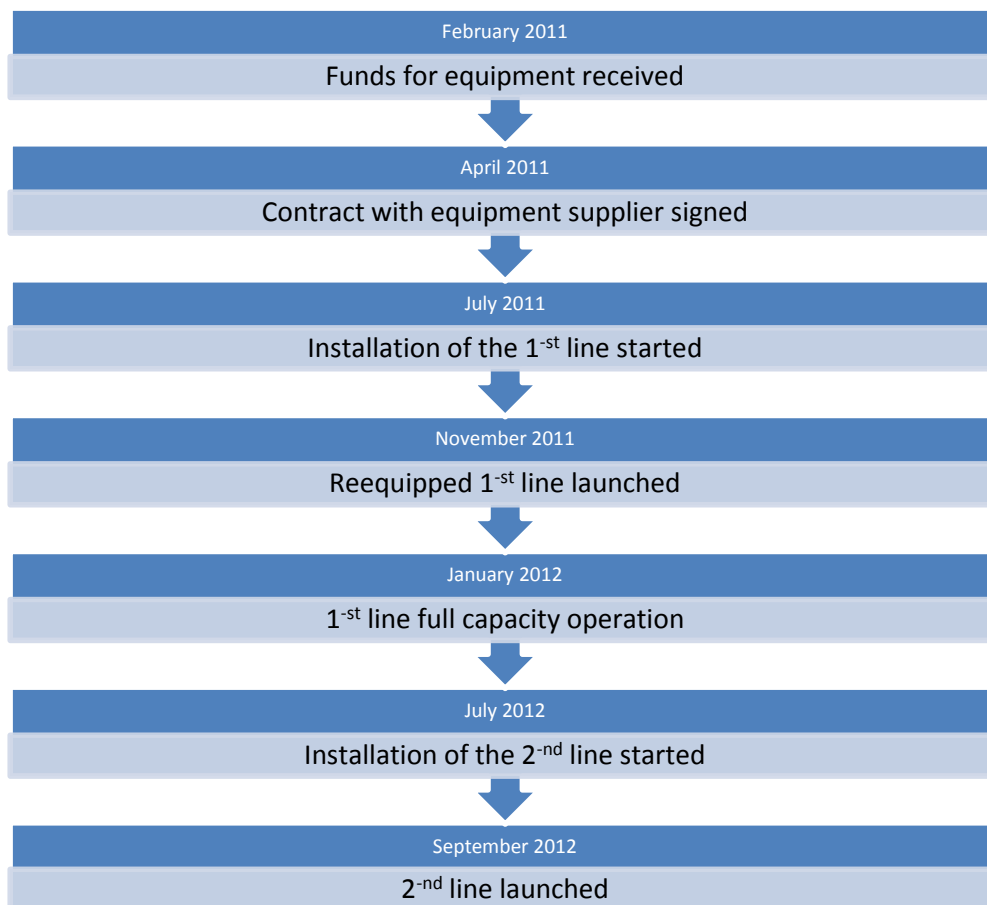 February 2011
Funds for equipment received
April 2011
Contract with equipment supplier signed
July 2011
Installation of the 1-st line started
November 2011
Reequipped 1-st line launched
January 2012
1-st line full capacity operation
July 2012
Installation of the 2-nd line started
September 2012
2-nd line launched